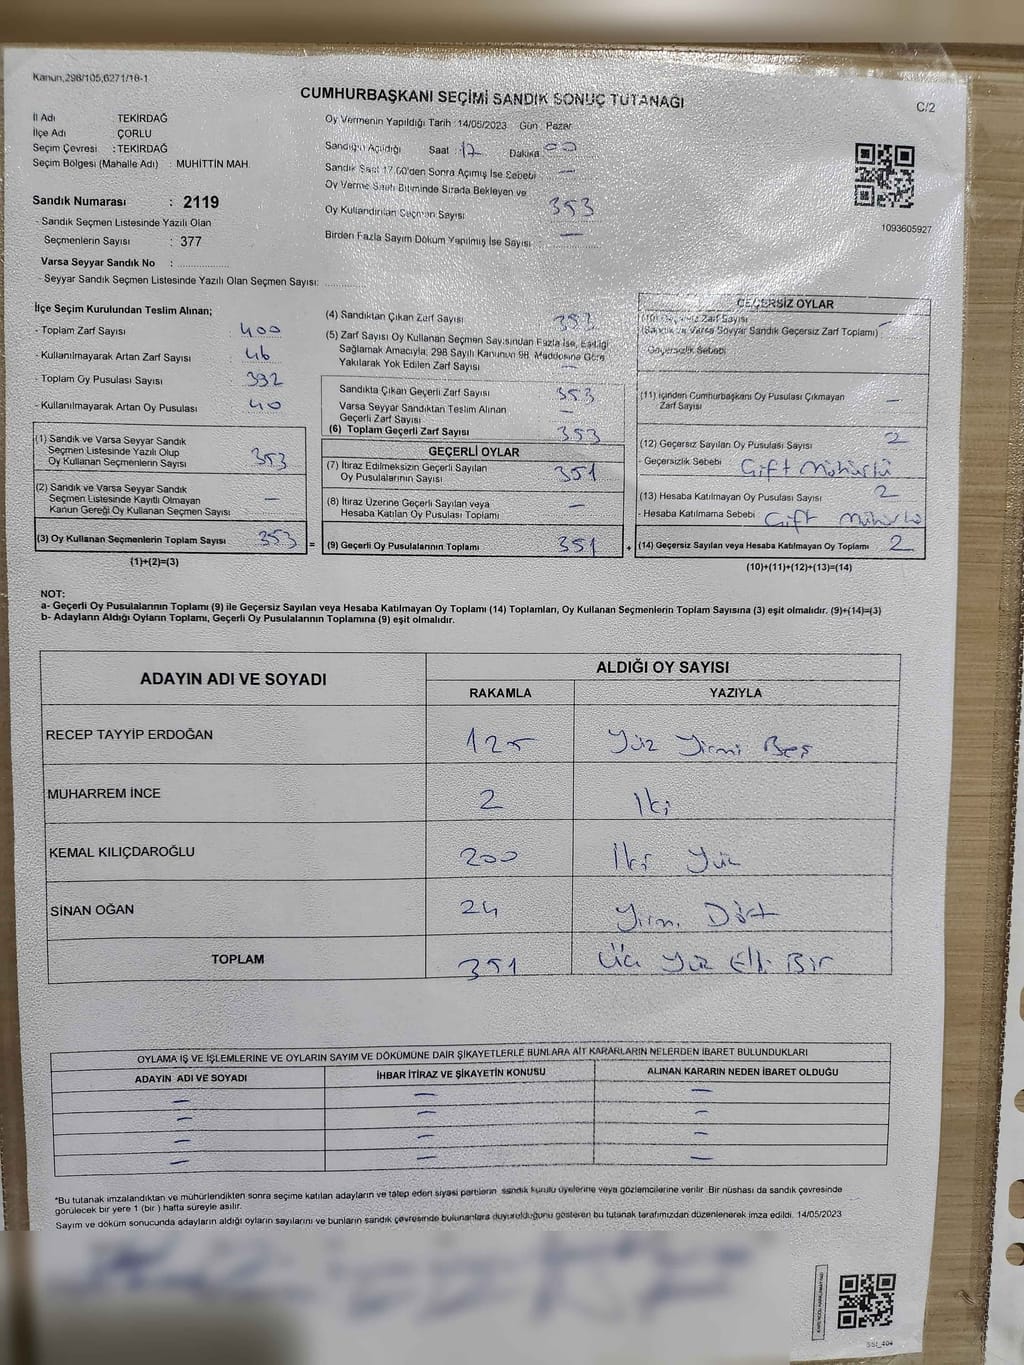 Kanun,298/105,6271/18-1
CUMHURBAŞKANI SEÇİMİ SANDIK SONUÇ TUTANAĞI
C/2
İl Adı : TEKİRDAĞ
İlçe Adı : ÇORLU
Seçim Çevresi : TEKİRDAĞ
Seçim Bölgesi (Mahalle Adı) : MUHİTTİN MAH.
Sandık Numarası : 2119
- Sandık Seçmen Listesinde Yazılı Olan
Seçmenlerin Sayısı : 377
Varsa Seyyar Sandık No : ..................
- Seyyar Sandık Seçmen Listesinde Yazılı Olan Seçmen Sayısı: ..................
Oy Vermenin Yapıldığı Tarih :14/05/2023 Gün : Pazar
Sandığın Açıldığı Saat : 17 Dakika 00
Sandık Saat 17.00'den Sonra Açımış İse Sebebi : —
Oy Verme Saati Bitiminde Sırada Bekleyen ve
Oy Kullandırılan Seçmen Sayısı : 353
Birden Fazla Sayım Döküm Yapılmış İse Sayısı : —
1093605927
İlçe Seçim Kurulundan Teslim Alınan;
- Toplam Zarf Sayısı : 400
- Kullanılmayarak Artan Zarf Sayısı : 46
- Toplam Oy Pusulası Sayısı : 392
- Kullanılmayarak Artan Oy Pusulası : 40
(1) Sandık ve Varsa Seyyar Sandık
Seçmen Listesinde Yazılı Olup
Oy Kullanan Seçmenlerin Sayısı 353
(2) Sandık ve Varsa Seyyar Sandık
Seçmen Listesinde Kayıtlı Olmayan
Kanun Gereği Oy Kullanan Seçmen Sayısı —
(3) Oy Kullanan Seçmenlerin Toplam Sayısı 353 =
(1)+(2)=(3)
(4) Sandıktan Çıkan Zarf Sayısı 353
(5) Zarf Sayısı Oy Kullanan Seçmen Sayısından Fazla İse, Eşitliği
Sağlamak Amacıyla, 298 Sayılı Kanunun 98. Maddesine Göre
Yakılarak Yok Edilen Zarf Sayısı —
Sandıkta Çıkan Geçerli Zarf Sayısı 353
Varsa Seyyar Sandıktan Teslim Alınan
Geçerli Zarf Sayısı —
(6) Toplam Geçerli Zarf Sayısı 353
GEÇERLİ OYLAR
(7) İtiraz Edilmeksizin Geçerli Sayılan
Oy Pusulalarının Sayısı 351
(8) İtiraz Üzerine Geçerli Sayılan veya
Hesaba Katılan Oy Pusulası Toplamı —
(9) Geçerli Oy Pusulalarının Toplamı 351 +
GEÇERSİZ OYLAR
(10) Geçersiz Zarf Sayısı
(Sandık ve Varsa Seyyar Sandık Geçersiz Zarf Toplamı) —
Geçersizlik Sebebi
(11) İçinden Cumhurbaşkanı Oy Pusulası Çıkmayan
Zarf Sayısı —
(12) Geçersiz Sayılan Oy Pusulası Sayısı 2
- Geçersizlik Sebebi Çift Mühürlü
(13) Hesaba Katılmayan Oy Pusulası Sayısı 2
- Hesaba Katılmama Sebebi Çift Mühürlü
(14) Geçersiz Sayılan veya Hesaba Katılmayan Oy Toplamı 2
(10)+(11)+(12)+(13)=(14)
NOT:
a- Geçerli Oy Pusulalarının Toplamı (9) ile Geçersiz Sayılan veya Hesaba Katılmayan Oy Toplamı (14) Toplamları, Oy Kullanan Seçmenlerin Toplam Sayısına (3) eşit olmalıdır. (9)+(14)=(3)
b- Adayların Aldığı Oyların Toplamı, Geçerli Oy Pusulalarının Toplamına (9) eşit olmalıdır.
ADAYIN ADI VE SOYADI ALDIĞI OY SAYISI
RAKAMLA YAZIYLA
RECEP TAYYİP ERDOĞAN 125 Yüz Yirmi Beş
MUHARREM İNCE 2 İki
KEMAL KILIÇDAROĞLU 200 İki Yüz
SİNAN OĞAN 24 Yirmi Dört
TOPLAM 351 Üç Yüz Elli Bir
OYLAMA İŞ VE İŞLEMLERİNE VE OYLARIN SAYIM VE DÖKÜMÜNE DAİR ŞİKAYETLERLE BUNLARA AİT KARARLARIN NELERDEN İBARET BULUNDUKLARI
ADAYIN ADI VE SOYADI İHBAR İTİRAZ VE ŞİKAYETİN KONUSU ALINAN KARARIN NEDEN İBARET OLDUĞU
— — —
— — —
— — —
— — —
*Bu tutanak imzalandıktan ve mühürlendikten sonra seçime katılan adayların ve talep eden siyasi partilerin sandık kurulu üyelerine veya gözlemcilerine verilir .Bir nüshası da sandık çevresinde
görülecek bir yere 1 (bir ) hafta süreyle asılır.
Sayım ve döküm sonucunda adayların aldığı oyların sayılarını ve bunların sandık çevresinde bulunanlara duyurulduğunu gösteren bu tutanak tarafımızdan düzenlenerek imza edildi. 14/05/2023